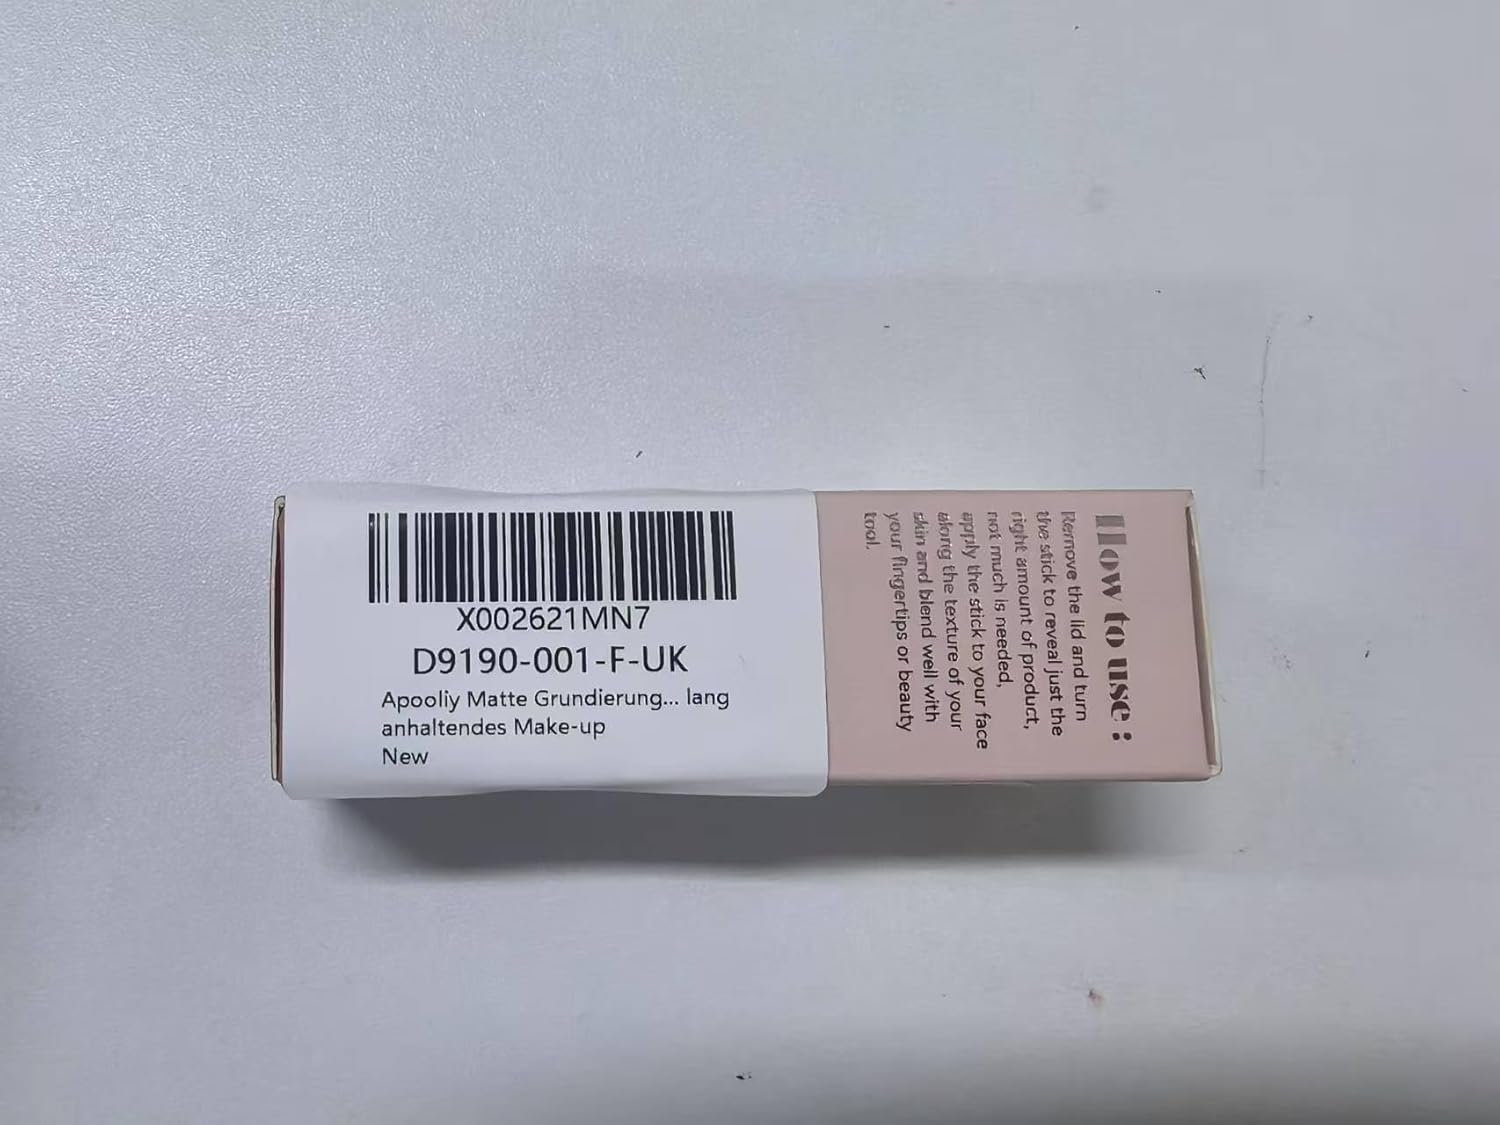 X002621MN7
D9190-001-F-UK
Apooliy Matte Grundierung... lang
anhaltendes Make-up
New
How to use :
Remove the lid and turn
the stick to reveal just the
right amount of product,
not much is needed,
apply the stick to your face
along the texture of your
skin and blend well with
your fingertips or beauty
tool.